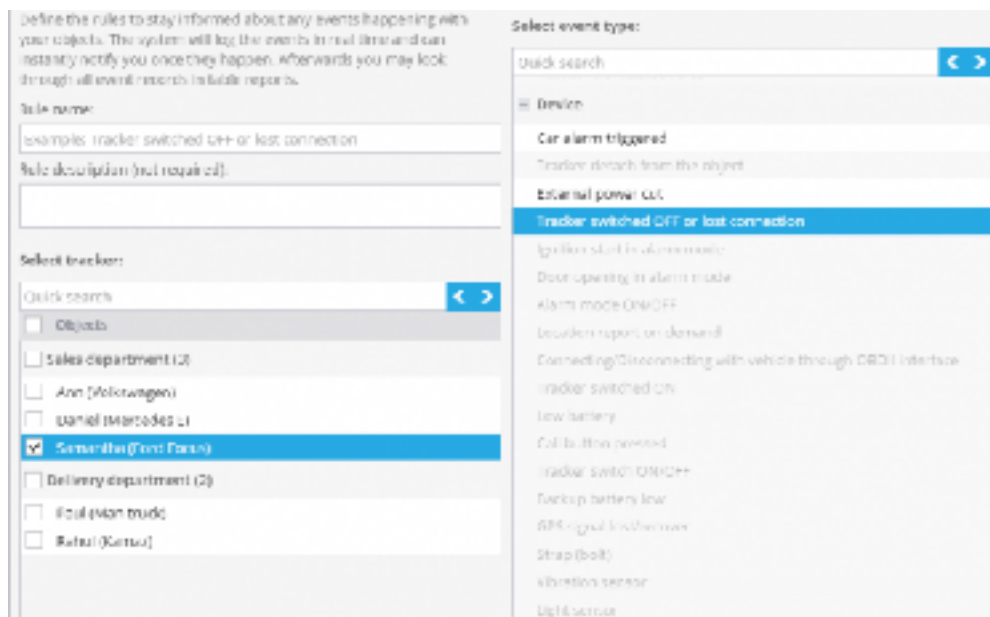 Define the rules to stay informed about any events happening with
your objects. The system will log the events in real time and can
instantly notify you once they happen. Afterwards you may look
through all event records in table reports.
Rule name:
Example: Tracker switched OFF or lost connection
Rule description (not required):
Select tracker:
Quick search
Objects
Sales department (3)
Ann (Volkswagen)
Daniel (Mercedes E)
Samantha (Ford Focus)
Delivery department (2)
Paul (Man truck)
Rahul (Kamaz)
Select event type:
Quick search
Device
Car alarm triggered
Tracker detach from the object
External power cut
Tracker switched OFF or lost connection
Ignition start in alarm mode
Door opening in alarm mode
Alarm mode ON/OFF
Location report on demand
Connecting/Disconnecting with vehicle through OBDII interface
Tracker switched ON
Low battery
Call button pressed
Tracker switch ON/OFF
Backup battery low
GPS signal lost/recover
Strap (bolt)
Vibration sensor
Light sensor